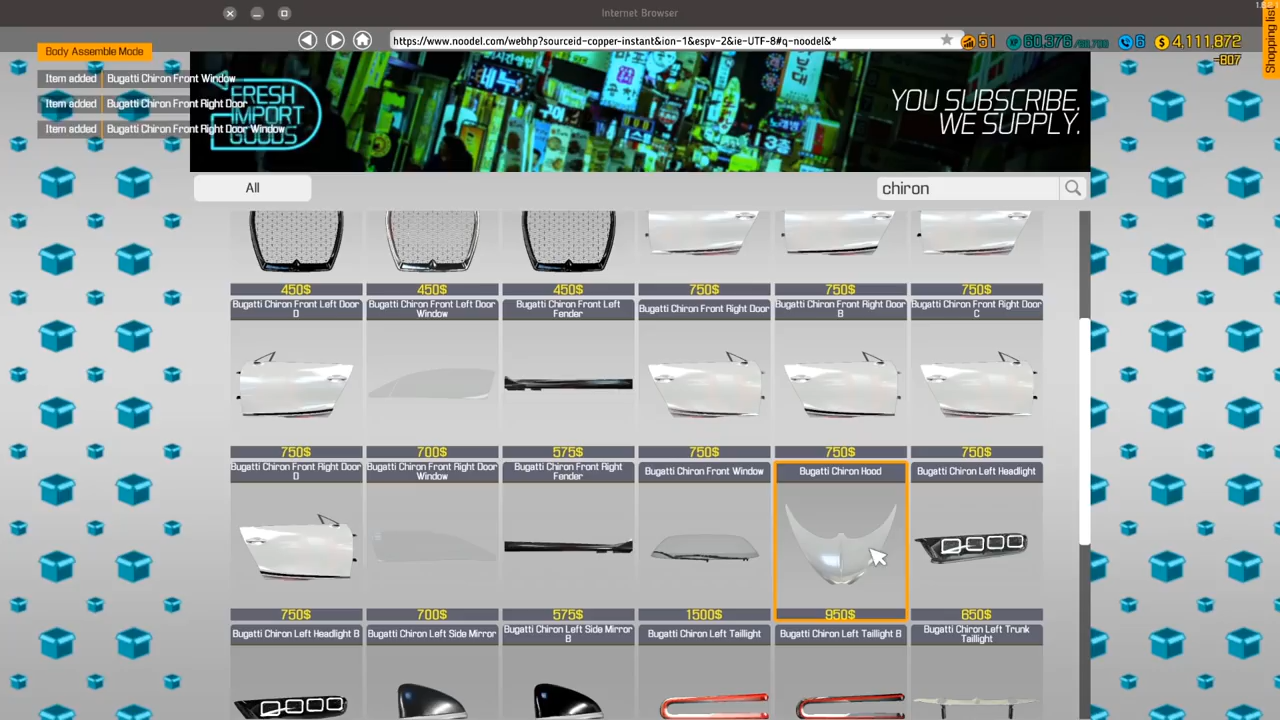 Internet Browser
https://www.noodel.com/webhp?sourceid-copper-instant&ion-1&espv-2&ie-UTF-8#q-noodel&*
51
60.376/60.788
6
$ 4.111.872
-807
Shopping list
Body Assemble Mode
Item added Bugatti Chiron Front Window
Item added Bugatti Chiron Front Right Door
Item added Bugatti Chiron Front Right Door Window
FRESH
IMPORT
GOODS
YOU SUBSCRIBE.
WE SUPPLY.
All
chiron
450$
450$
450$
750$
750$
750$
Bugatti Chiron Front Left Door
D
Bugatti Chiron Front Left Door
Window
Bugatti Chiron Front Left
Fender
Bugatti Chiron Front Right Door
Bugatti Chiron Front Right Door
B
Bugatti Chiron Front Right Door
C
750$
700$
575$
750$
750$
750$
Bugatti Chiron Front Right Door
D
Bugatti Chiron Front Right Door
Window
Bugatti Chiron Front Right
Fender
Bugatti Chiron Front Window
Bugatti Chiron Hood
Bugatti Chiron Left Headlight
750$
700$
575$
1500$
950$
650$
Bugatti Chiron Left Headlight B
Bugatti Chiron Left Side Mirror
Bugatti Chiron Left Side Mirror
B
Bugatti Chiron Left Taillight
Bugatti Chiron Left Taillight B
Bugatti Chiron Left Trunk
Taillight